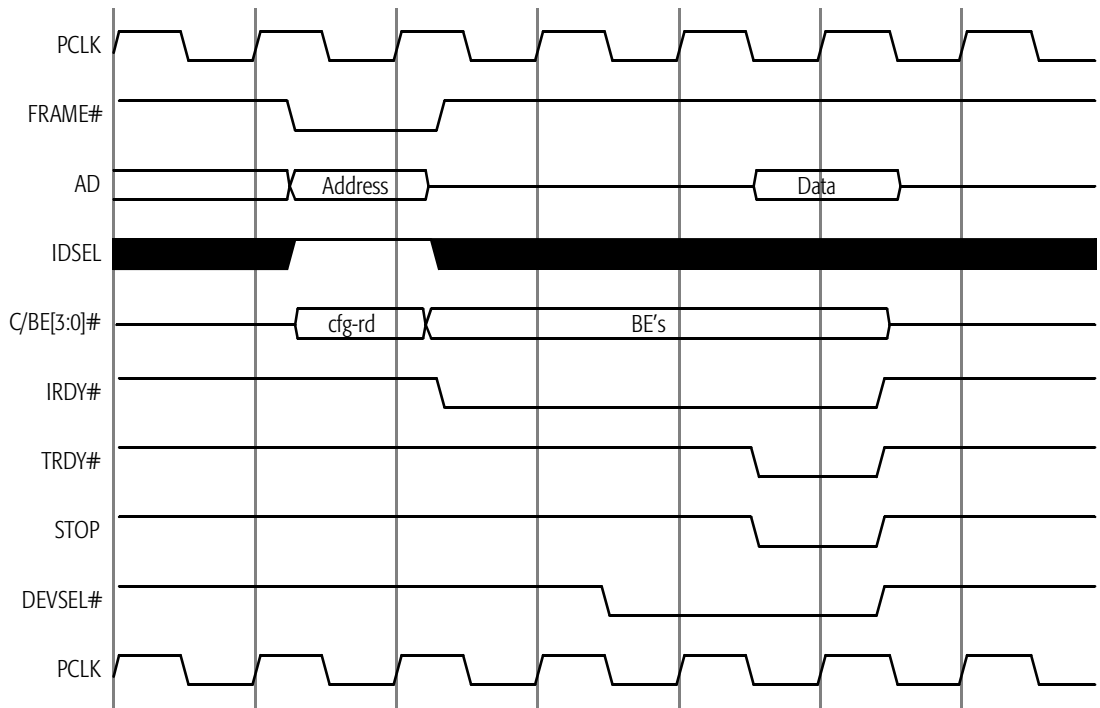 PCLK
FRAME#
AD Address Data
IDSEL
C/BE[3:0]# cfg-rd BE's
IRDY#
TRDY#
STOP
DEVSEL#
PCLK